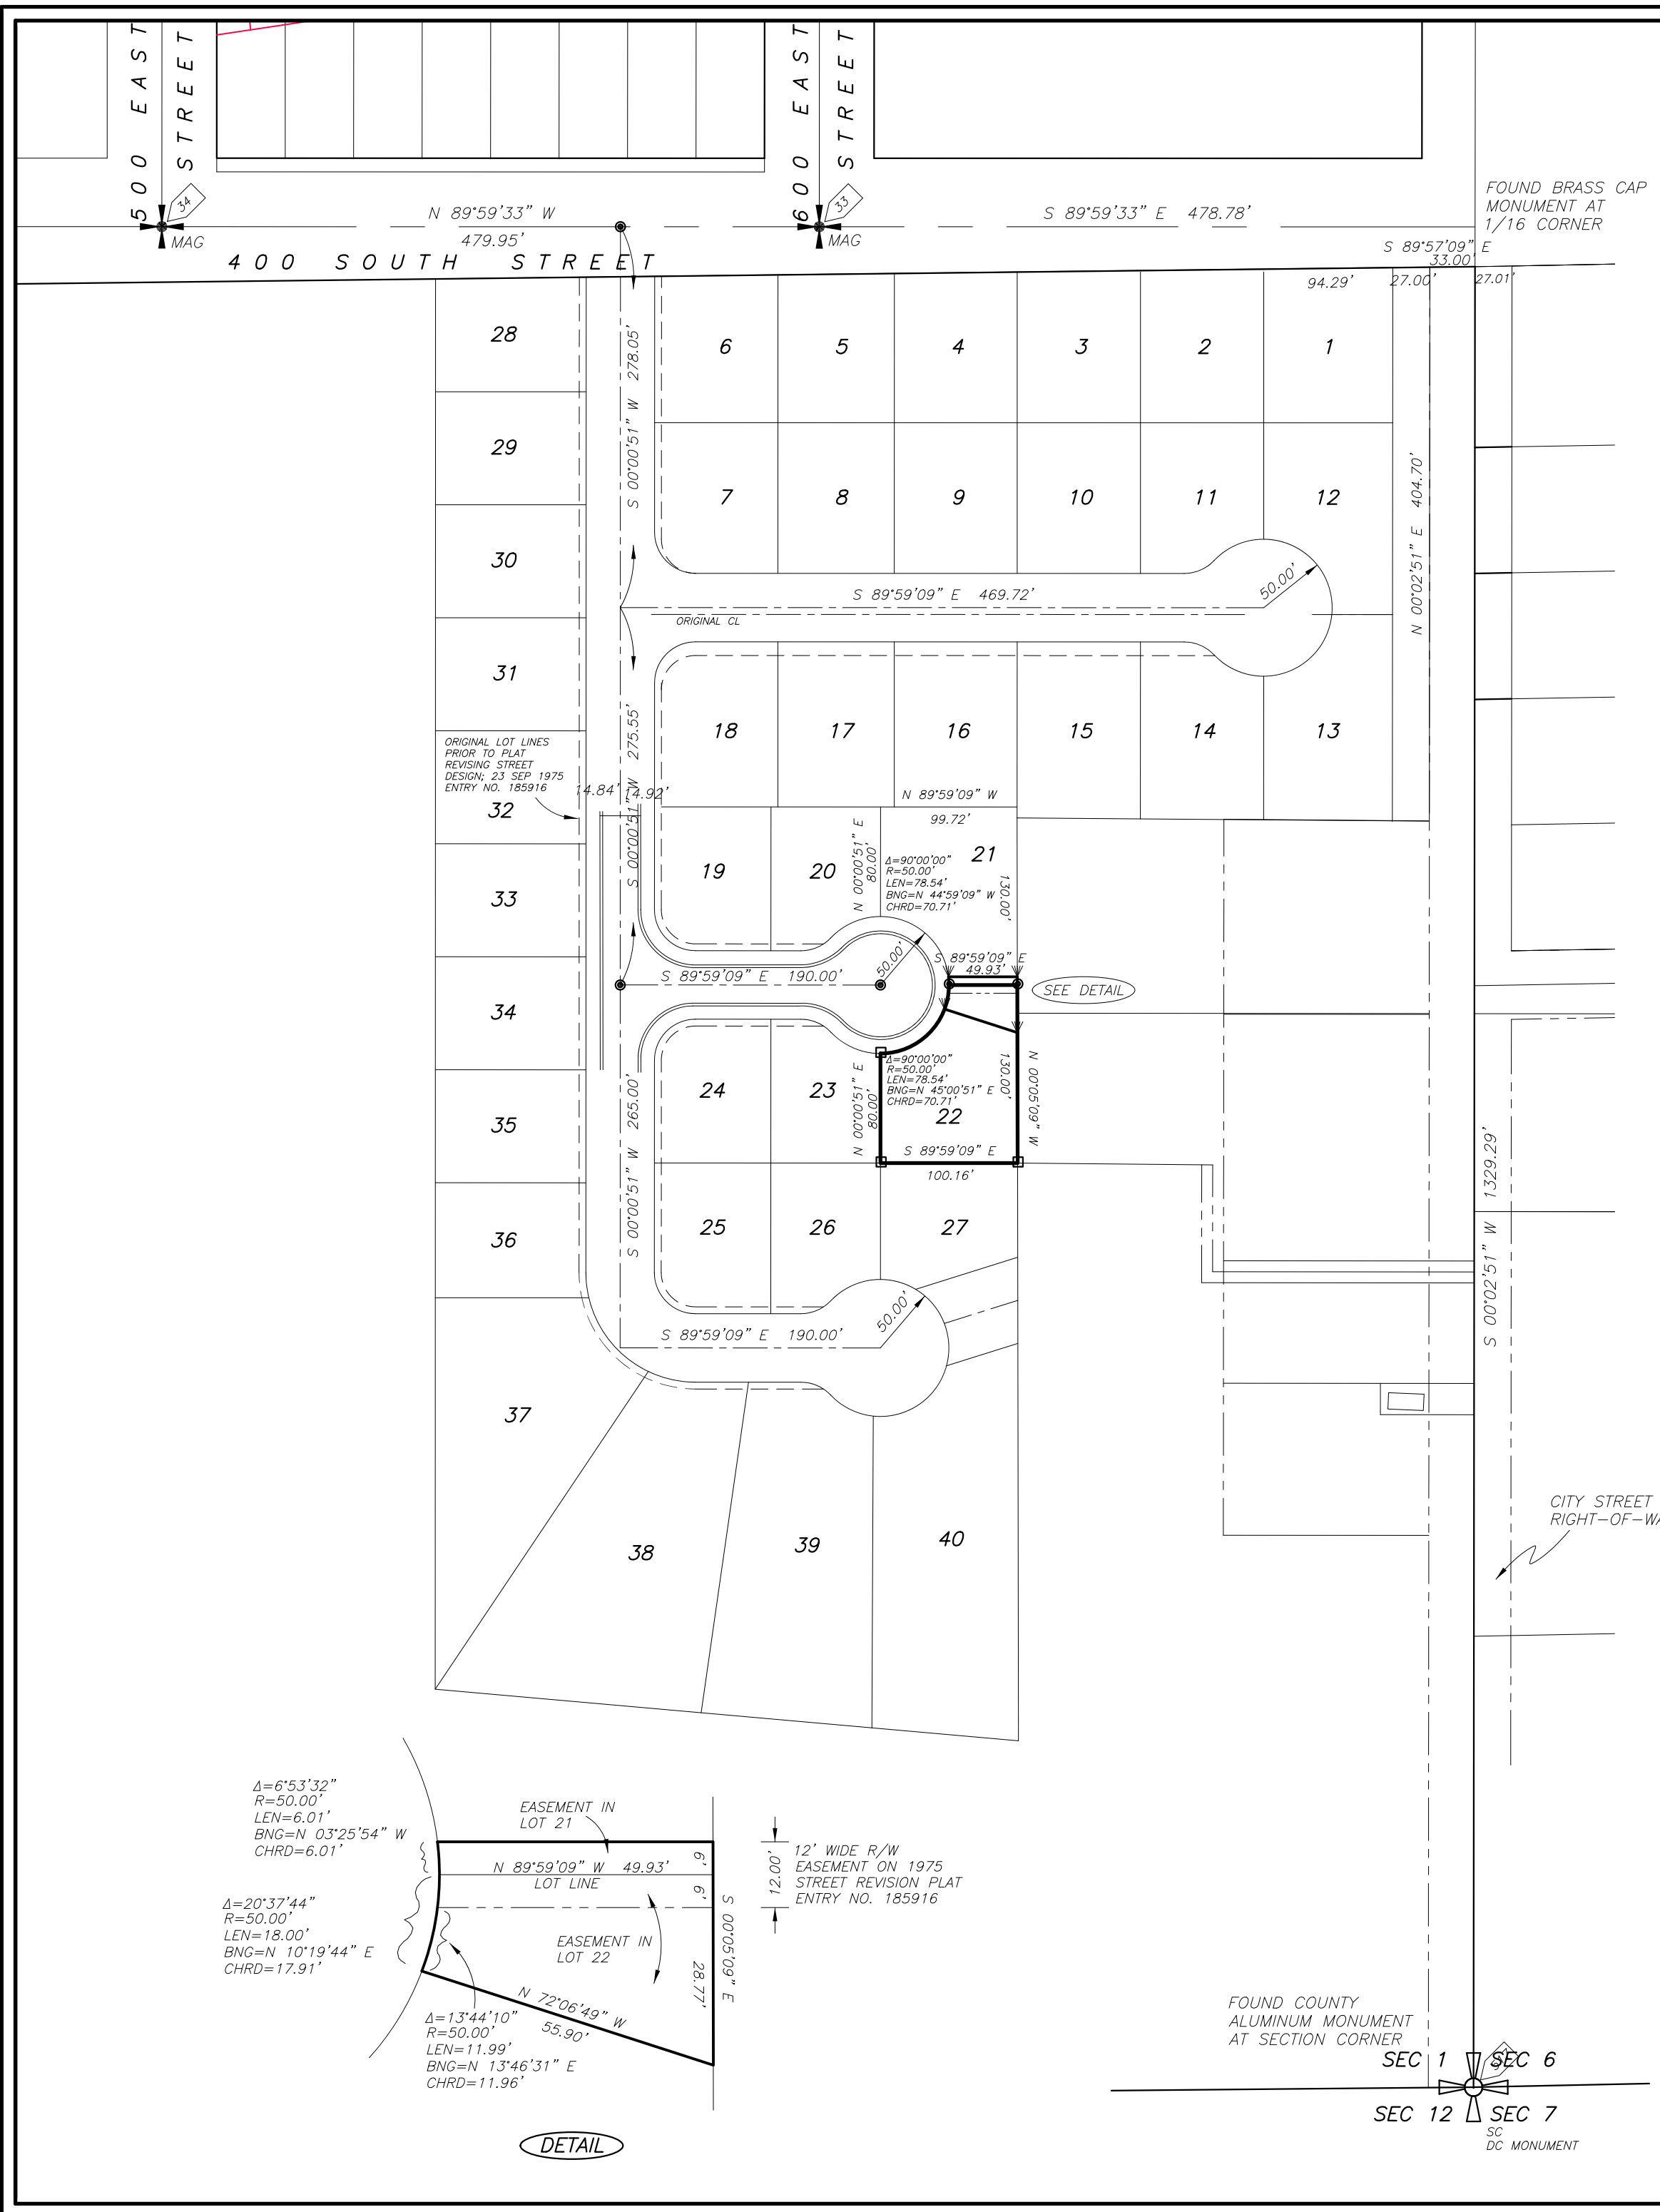 500 EAST
STREET
600 EAST
STREET
34
33
MAG
MAG
N 89°59'33" W
479.95'
S 89°59'33" E 478.78'
FOUND BRASS CAP
MONUMENT AT
1/16 CORNER
S 89°57'09" E
33.00'
400 SOUTH STREET
94.29'
27.00'
27.01'
28
6
5
4
3
2
1
S 00°00'51" W 278.05'
29
7
8
9
10
11
12
N 00°02'51" E 404.70'
30
S 89°59'09" E 469.72'
50.00'
ORIGINAL CL
31
18
17
16
15
14
13
S 00°00'51" W 275.55'
ORIGINAL LOT LINES
PRIOR TO PLAT
REVISING STREET
DESIGN; 23 SEP 1975
ENTRY NO. 185916
14.84'
14.92'
32
N 89°59'09" W
99.72'
19
20
21
N 00°00'51" E
80.00'
Δ=90°00'00"
R=50.00'
LEN=78.54'
BNG=N 44°59'09" W
CHRD=70.71'
130.00'
33
S 00°00'51" W
S 89°59'09" E 190.00'
50.00'
S 89°59'09" E
49.93'
SEE DETAIL
34
24
23
22
N 00°00'51" E
80.00'
Δ=90°00'00"
R=50.00'
LEN=78.54'
BNG=N 45°00'51" E
CHRD=70.71'
130.00'
N 00°05'09" W
S 89°59'09" E
100.16'
35
S 00°00'51" W 265.00'
S 00°02'51" W 1329.29'
36
25
26
27
S 89°59'09" E 190.00'
50.00'
37
38
39
40
CITY STREET
RIGHT-OF-WA
Δ=6°53'32"
R=50.00'
LEN=6.01'
BNG=N 03°25'54" W
CHRD=6.01'
EASEMENT IN
LOT 21
N 89°59'09" W 49.93'
LOT LINE
6'
6'
12.00'
12' WIDE R/W
EASEMENT ON 1975
STREET REVISION PLAT
ENTRY NO. 185916
Δ=20°37'44"
R=50.00'
LEN=18.00'
BNG=N 10°19'44" E
CHRD=17.91'
EASEMENT IN
LOT 22
28.77'
S 00°05'09" E
N 72°06'49" W
55.90'
Δ=13°44'10"
R=50.00'
LEN=11.99'
BNG=N 13°46'31" E
CHRD=11.96'
DETAIL
FOUND COUNTY
ALUMINUM MONUMENT
AT SECTION CORNER
SEC 1
SEC 6
SEC 12
SEC 7
SC
DC MONUMENT